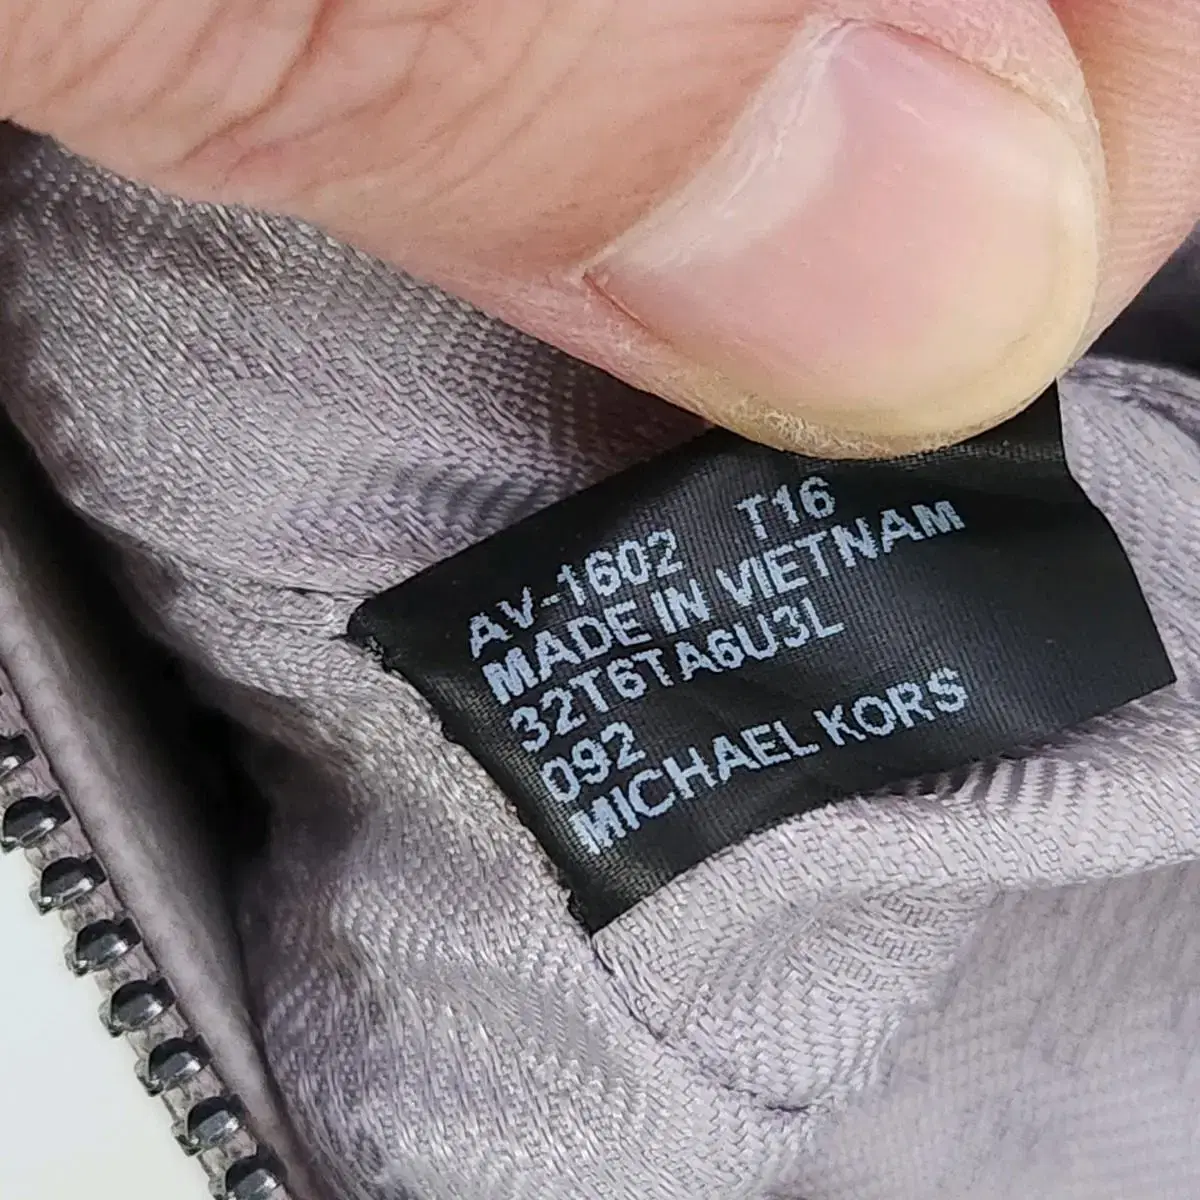 AV-1602 T16
MADE IN VIETNAM
32T6TA6U3L
092
MICHAEL KORS